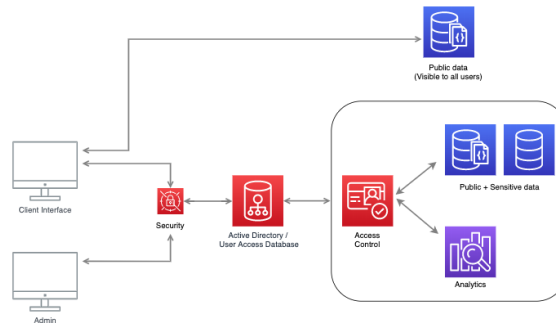 Public data
(Visible to all users)
Client Interface
Security
Active Directory /
User Access Database
Access
Control
Public + Sensitive data
Analytics
Admin